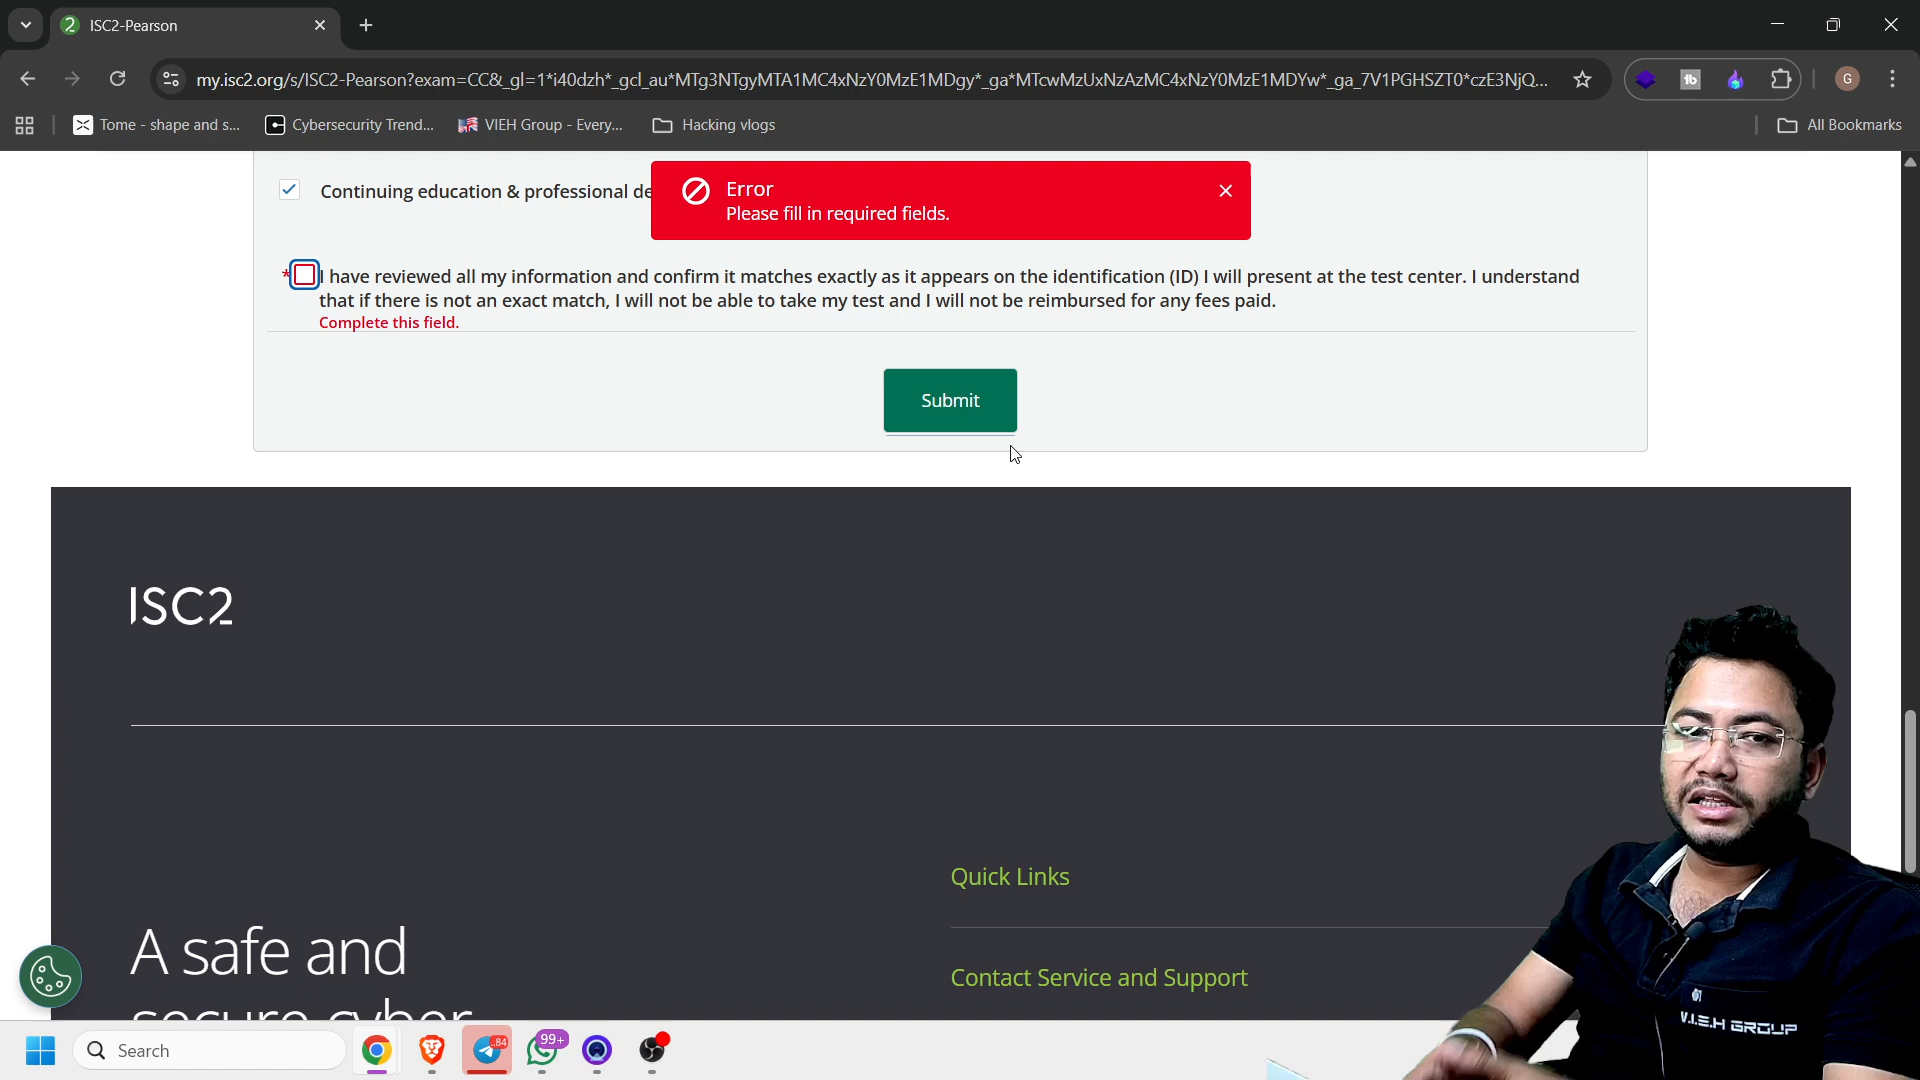 ISC2-Pearson
my.isc2.org/s/ISC2-Pearson?exam=CC&_gl=1*i40dzh*_gcl_au*MTg3NTgyMTA1MC4xNzY0MzE1MDgy*_ga*MTcwMzUxNzAzMC4xNzY0MzE1MDYw*_ga_7V1PGHSZT0*czE3NjQ...
G
Tome - shape and s...
Cybersecurity Trend...
VIEH Group - Every...
Hacking vlogs
All Bookmarks
Error
Please fill in required fields.
Continuing education & professional de
*I have reviewed all my information and confirm it matches exactly as it appears on the identification (ID) I will present at the test center. I understand
that if there is not an exact match, I will not be able to take my test and I will not be reimbursed for any fees paid.
Complete this field.
Submit
ISC2
Quick Links
A safe and
secure cyber
Contact Service and Support
V.I.E.H GROUP
Search
.84
99+